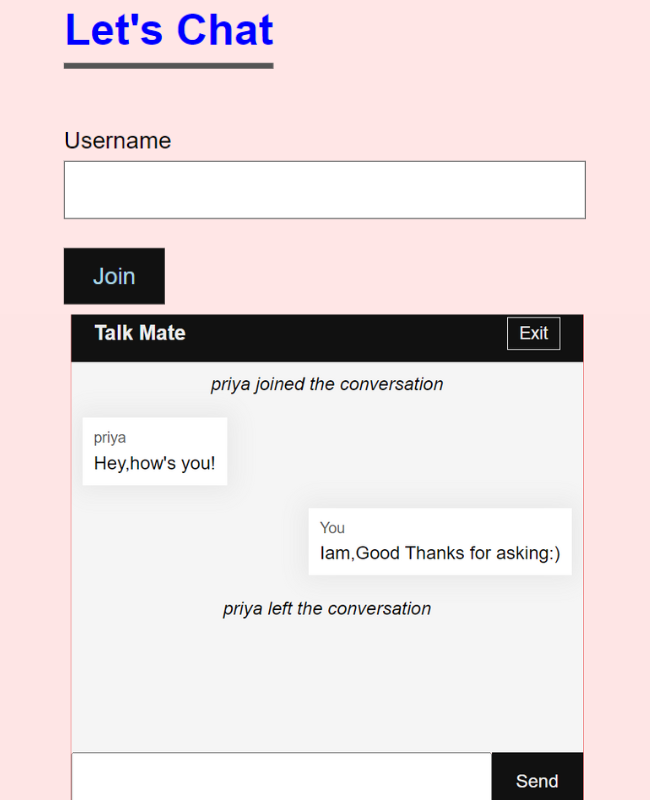 Let's Chat
Username
Join
Talk Mate
Exit
priya joined the conversation
priya
Hey,how's you!
You
Iam,Good Thanks for asking:)
priya left the conversation
Send